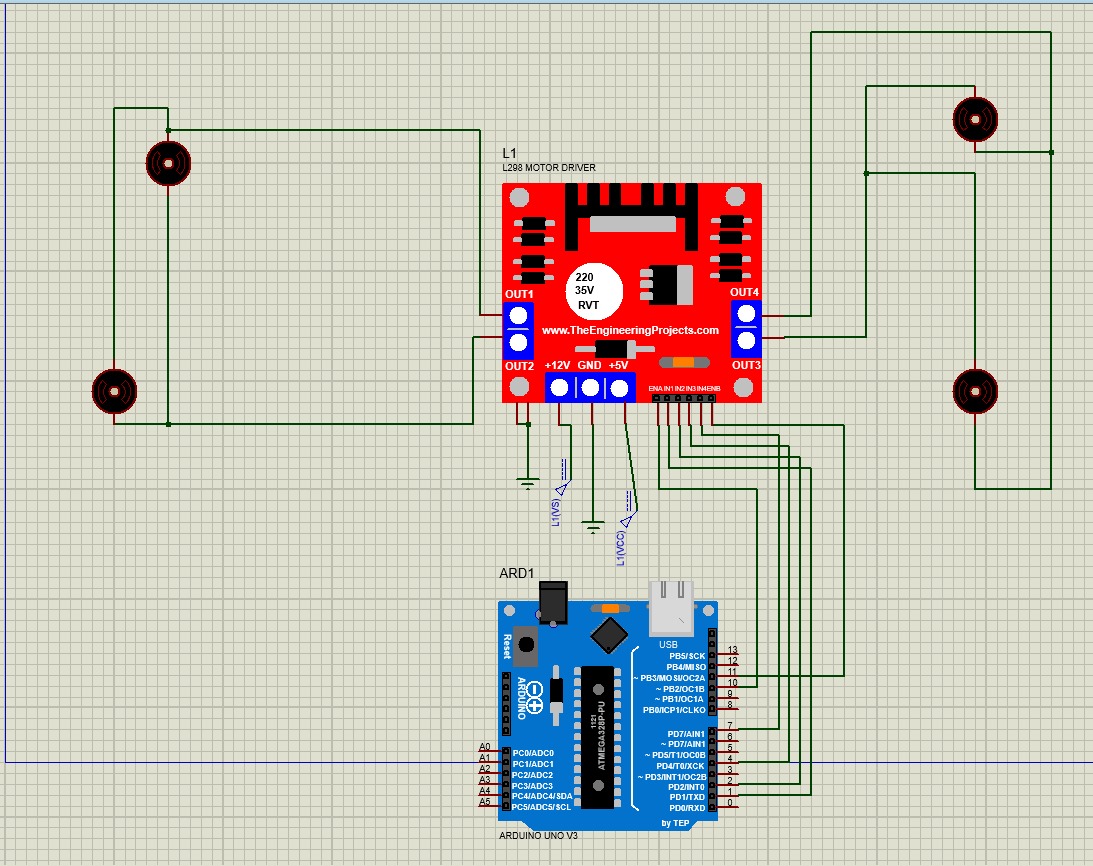 L1
L298 MOTOR DRIVER
220
35V
RVT
OUT1
OUT4
www.TheEngineeringProjects.com
OUT2
+12V GND +5V
OUT3
ENA IN1 IN2 IN3 IN4 ENB
L1(VS)
L1(VCC)
ARD1
Reset
USB
ARDUINO
1121
ATMEGA328P-PU
PB5/SCK 13
PB4/MISO 12
~ PB3/MOSI/OC2A 11
~ PB2/OC1B 10
~ PB1/OC1A 9
PB0/ICP1/CLKO 8
PD7/AIN1 7
~ PD7/AIN1 6
~ PD5/T1/OC0B 5
PD4/T0/XCK 4
~ PD3/INT1/OC2B 3
PD2/INT0 2
PD1/TXD 1
PD0/RXD 0
A0 PC0/ADC0
A1 PC1/ADC1
A2 PC2/ADC2
A3 PC3/ADC3
A4 PC4/ADC4/SDA
A5 PC5/ADC5/SCL
by TEP
ARDUINO UNO V3